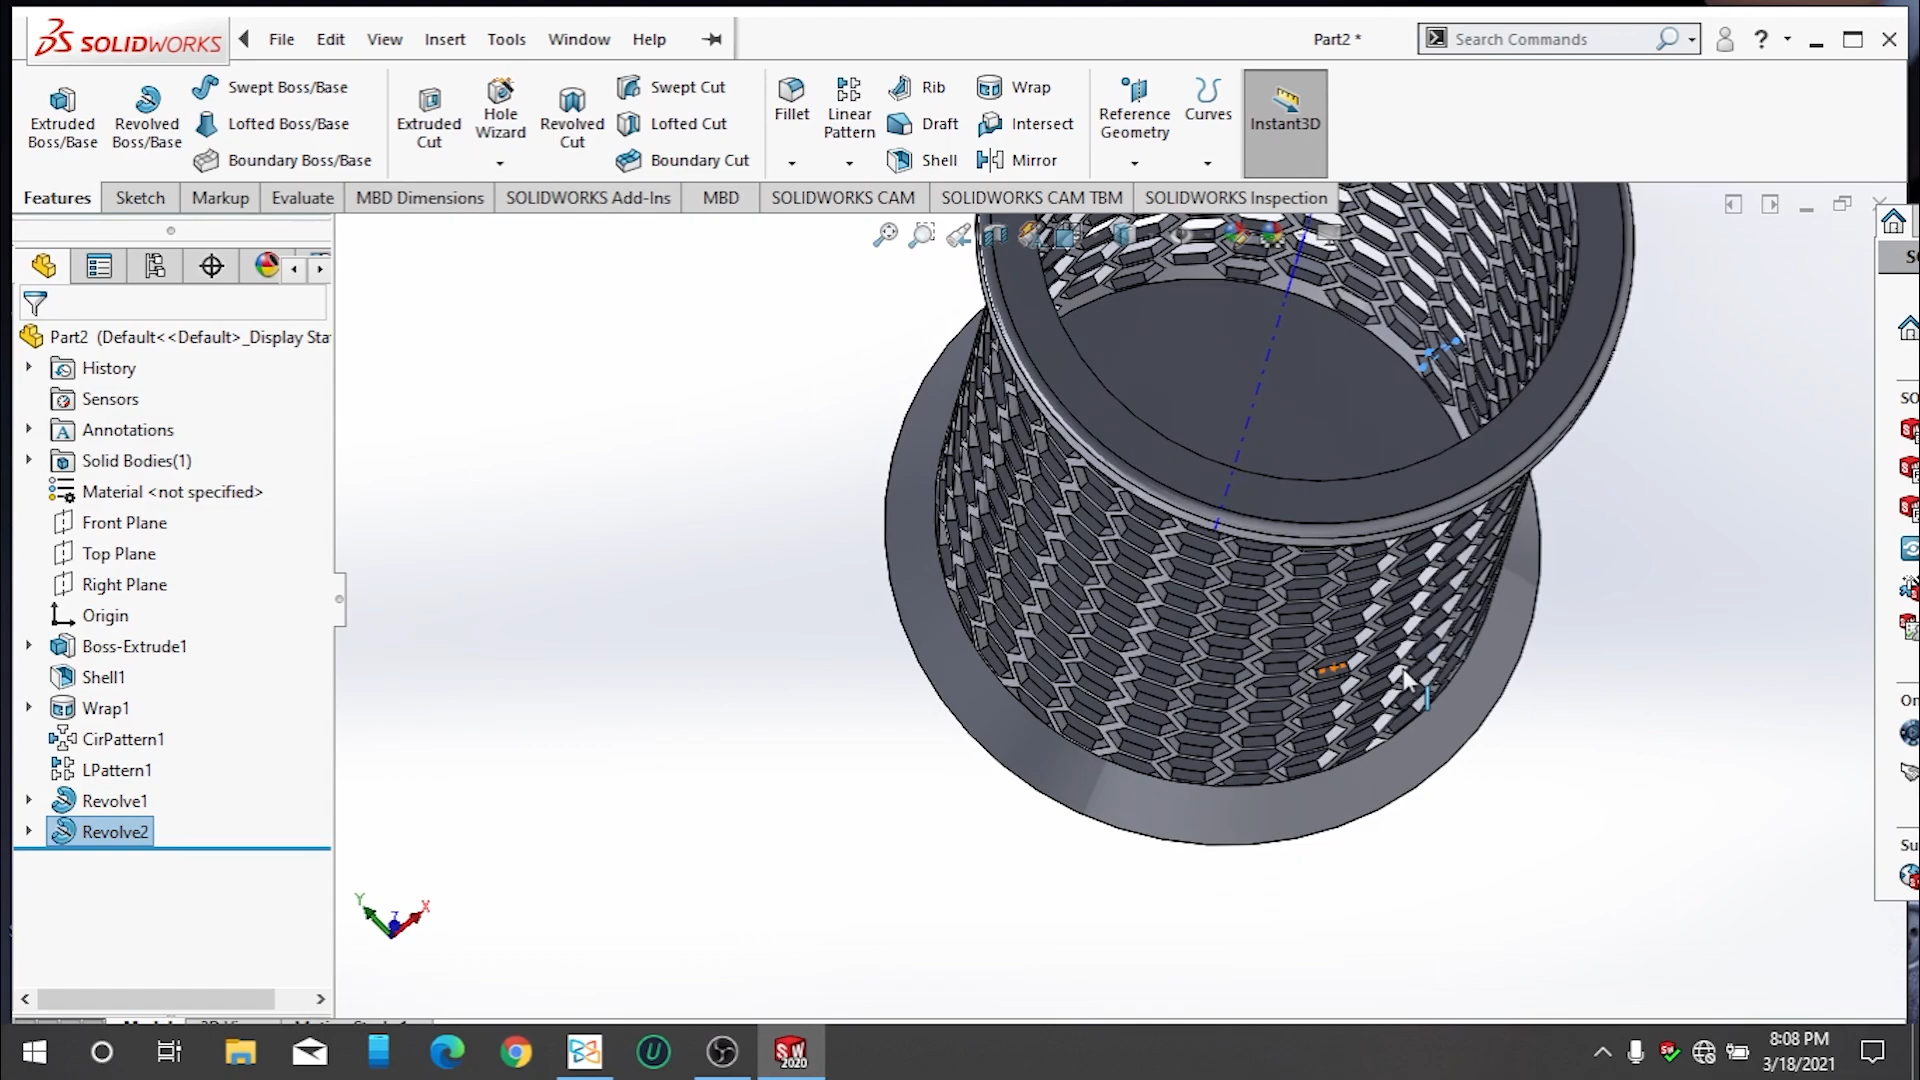 SOLIDWORKS
File Edit View Insert Tools Window Help
Part2 *
Search Commands
?
Extruded Boss/Base
Revolved Boss/Base
Swept Boss/Base
Lofted Boss/Base
Boundary Boss/Base
Extruded Cut
Hole Wizard
Revolved Cut
Swept Cut
Lofted Cut
Boundary Cut
Fillet
Linear Pattern
Rib
Draft
Shell
Wrap
Intersect
Mirror
Reference Geometry
Curves
Instant3D
Features Sketch Markup Evaluate MBD Dimensions SOLIDWORKS Add-Ins MBD SOLIDWORKS CAM SOLIDWORKS CAM TBM SOLIDWORKS Inspection
Part2 (Default<<Default>_Display Sta
History
Sensors
Annotations
Solid Bodies(1)
Material <not specified>
Front Plane
Top Plane
Right Plane
Origin
Boss-Extrude1
Shell1
Wrap1
CirPattern1
LPattern1
Revolve1
Revolve2
Y Z X
SO
On
Su
SW
2020
8:08 PM
3/18/2021